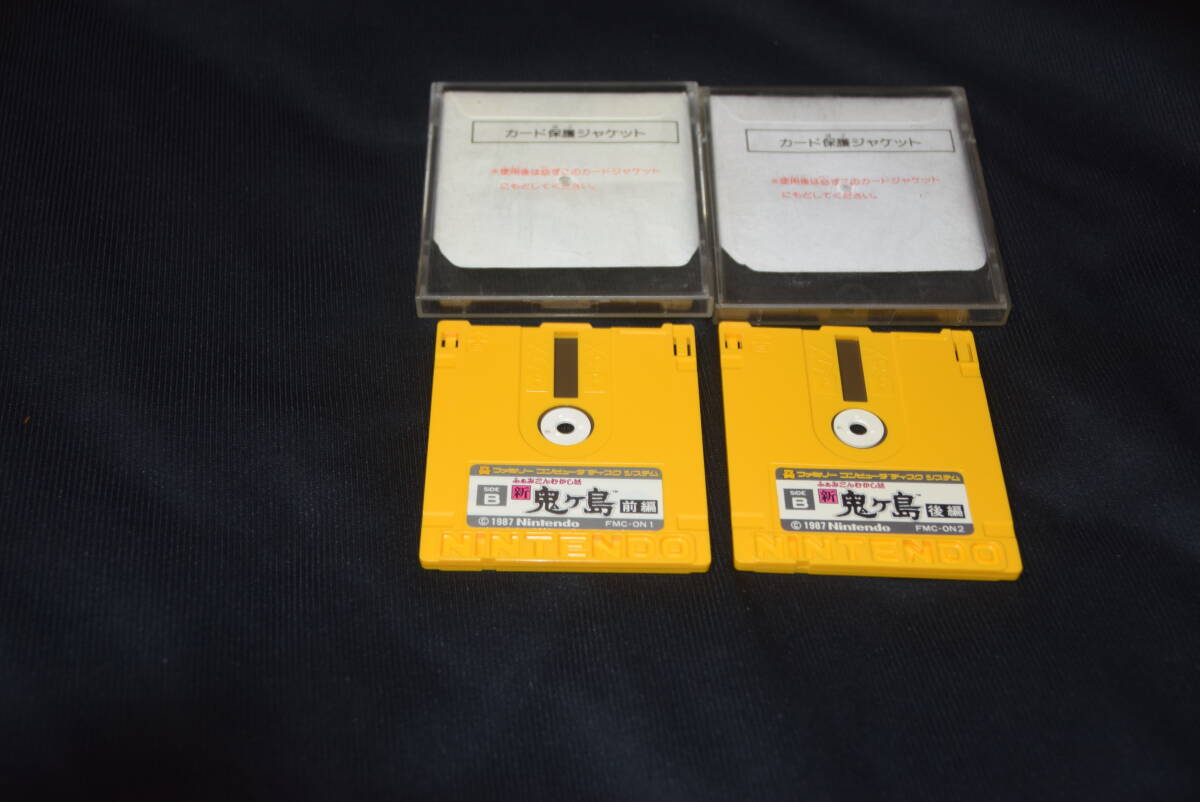 カード保護ジャケット
＊使用後は必ずこのカードジャケット
にもどしてください。
カード保護ジャケット
＊使用後は必ずこのカードジャケット
にもどしてください。
ファミリー コンピュータ ディスク システム
ふぁみこんむかし話
SIDE B 新 鬼ヶ島™ 前編
©1987 Nintendo FMC-ON1
NINTENDO
ファミリー コンピュータ ディスク システム
ふぁみこんむかし話
SIDE B 新 鬼ヶ島™ 後編
©1987 Nintendo FMC-ON2
NINTENDO